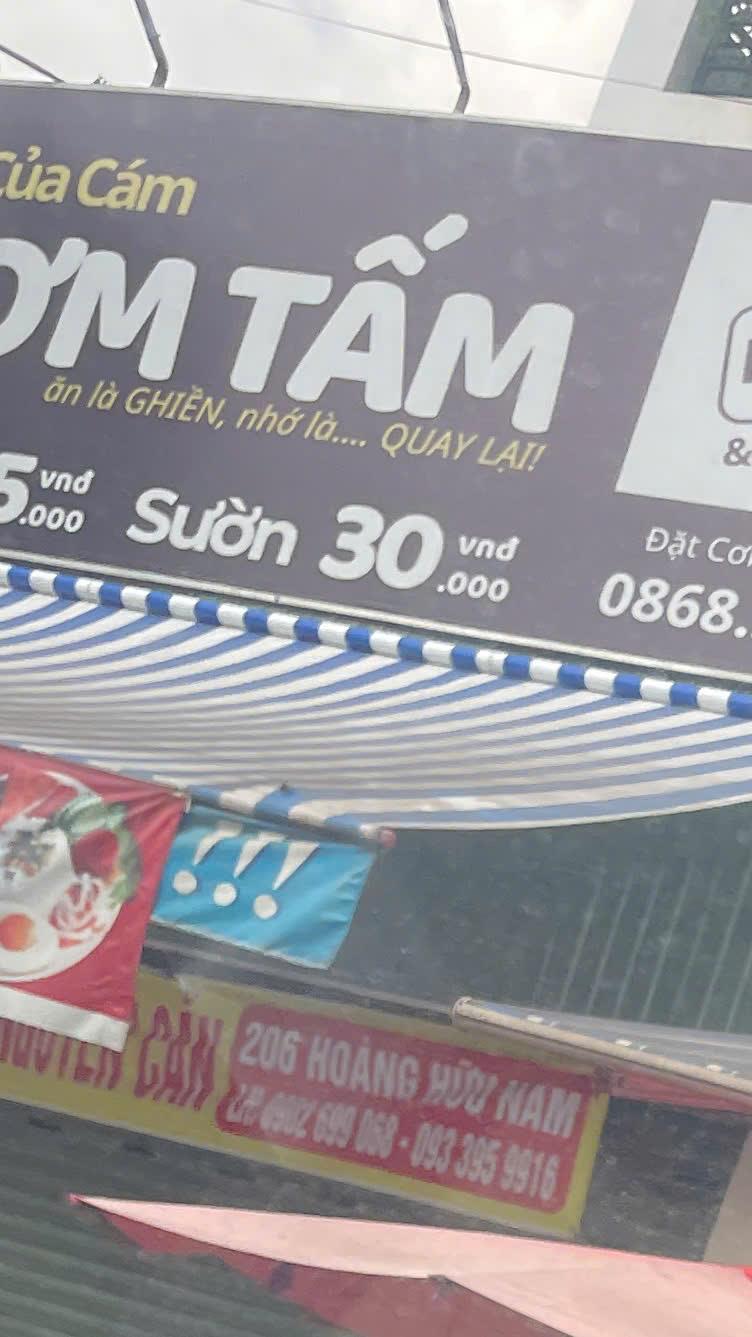 Của Cám
ƠM TẤM
ăn là GHIỀN, nhớ là.... QUAY LẠI!
5.000 vnđ
Sườn 30.000 vnđ
Đặt Cơ
0868.
!!!
CẢN
206 HOÀNG HỮU NAM
0902 699 068 - 093 395 9916